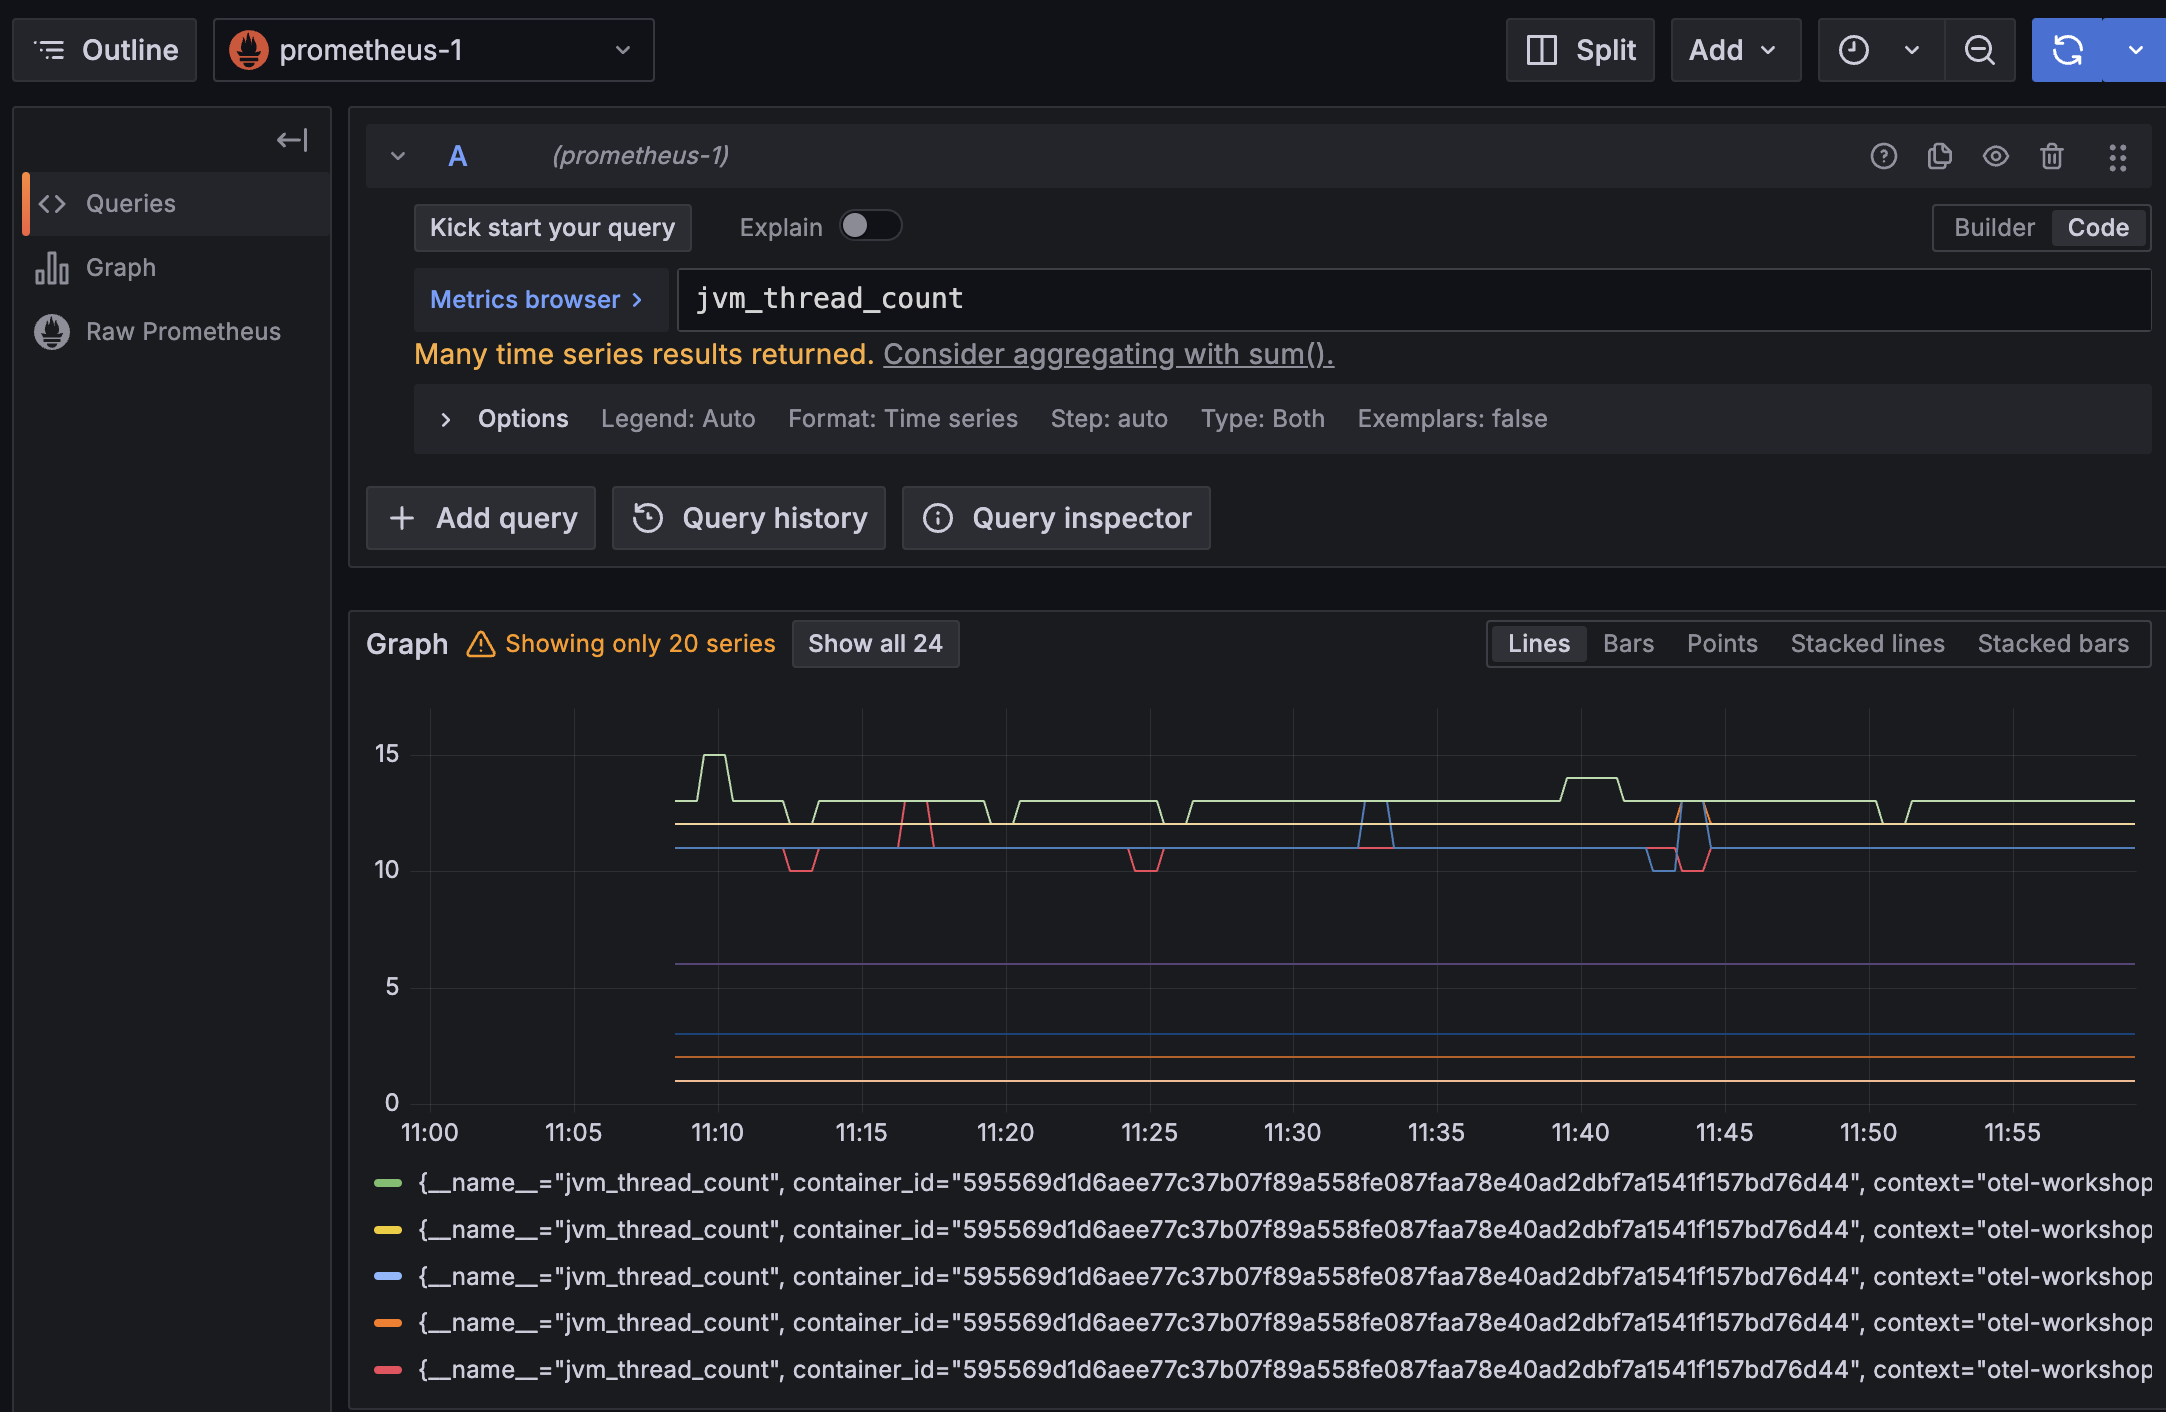 Outline
prometheus-1
Split
Add
Queries
Graph
Raw Prometheus
A
(prometheus-1)
Kick start your query
Explain
Builder
Code
Metrics browser >
jvm_thread_count
Many time series results returned. Consider aggregating with sum().
Options Legend: Auto Format: Time series Step: auto Type: Both Exemplars: false
+ Add query
Query history
Query inspector
Graph
Showing only 20 series
Show all 24
Lines
Bars
Points
Stacked lines
Stacked bars
15
10
5
0
11:00 11:05 11:10 11:15 11:20 11:25 11:30 11:35 11:40 11:45 11:50 11:55
{__name__="jvm_thread_count", container_id="595569d1d6aee77c37b07f89a558fe087faa78e40ad2dbf7a1541f157bd76d44", context="otel-workshop
{__name__="jvm_thread_count", container_id="595569d1d6aee77c37b07f89a558fe087faa78e40ad2dbf7a1541f157bd76d44", context="otel-workshop
{__name__="jvm_thread_count", container_id="595569d1d6aee77c37b07f89a558fe087faa78e40ad2dbf7a1541f157bd76d44", context="otel-workshop
{__name__="jvm_thread_count", container_id="595569d1d6aee77c37b07f89a558fe087faa78e40ad2dbf7a1541f157bd76d44", context="otel-workshop
{__name__="jvm_thread_count", container_id="595569d1d6aee77c37b07f89a558fe087faa78e40ad2dbf7a1541f157bd76d44", context="otel-workshop